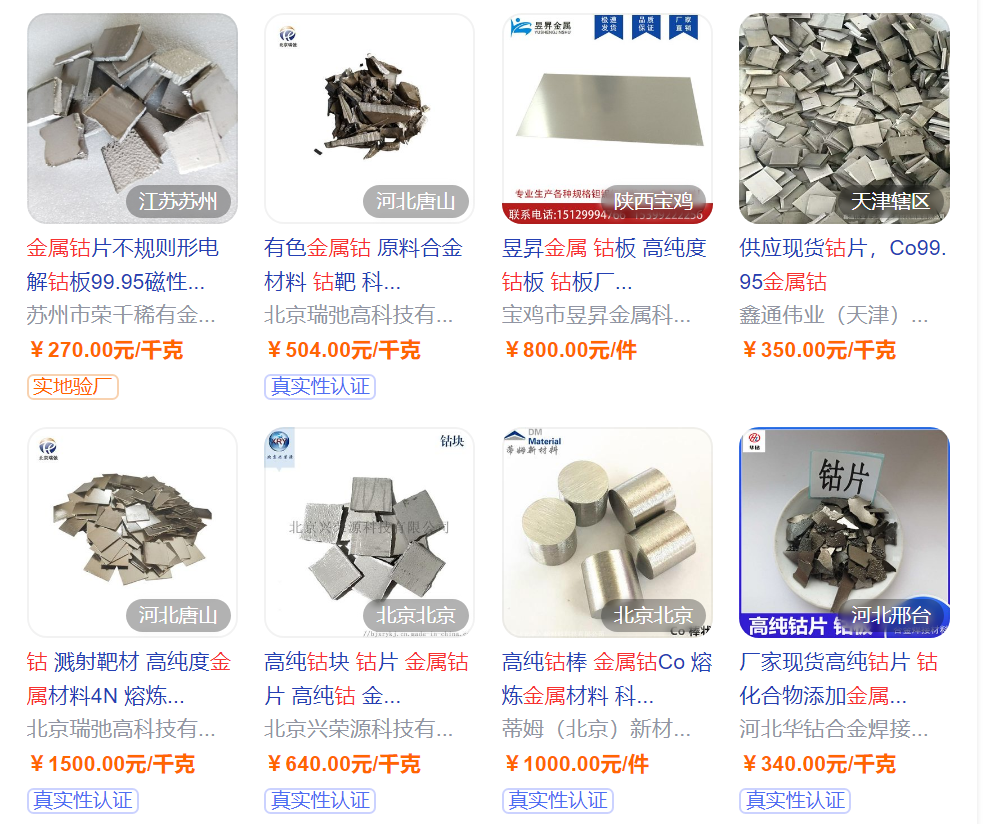 北京瑞弛
昱昇金属
YUSHENGJINSHU
极速发货
品质保证
厂家直销
专业生产各种规格钽
江苏苏州
河北唐山
陕西宝鸡
天津辖区
金属钴片不规则形电
解钴板99.95磁性...
苏州市荣千稀有金...
￥270.00元/千克
实地验厂
有色金属钴 原料合金
材料 钴靶 科...
北京瑞弛高科技有...
￥504.00元/千克
真实性认证
昱昇金属 钴板 高纯度
钴板 钴板厂...
宝鸡市昱昇金属科...
￥800.00元/件
供应现货钴片，Co99.
95金属钴
鑫通伟业（天津）...
￥350.00元/千克
北京瑞弛
KRY
钴块
DM
Material
蒂姆新材料
华钻
钴片
北京兴荣源科技有限公司
河北唐山
北京北京
北京北京
Co 棒状
河北邢台
高纯钴片 钴板
钴 溅射靶材 高纯度金
属材料4N 熔炼...
北京瑞弛高科技有...
￥1500.00元/千克
真实性认证
高纯钴块 钴片 金属钴
片 高纯钴 金...
北京兴荣源科技有...
￥640.00元/千克
真实性认证
高纯钴棒 金属钴Co 熔
炼金属材料 科...
蒂姆（北京）新材...
￥1000.00元/件
真实性认证
厂家现货高纯钴片 钴
化合物添加金属...
河北华钻合金焊接...
￥340.00元/千克
真实性认证